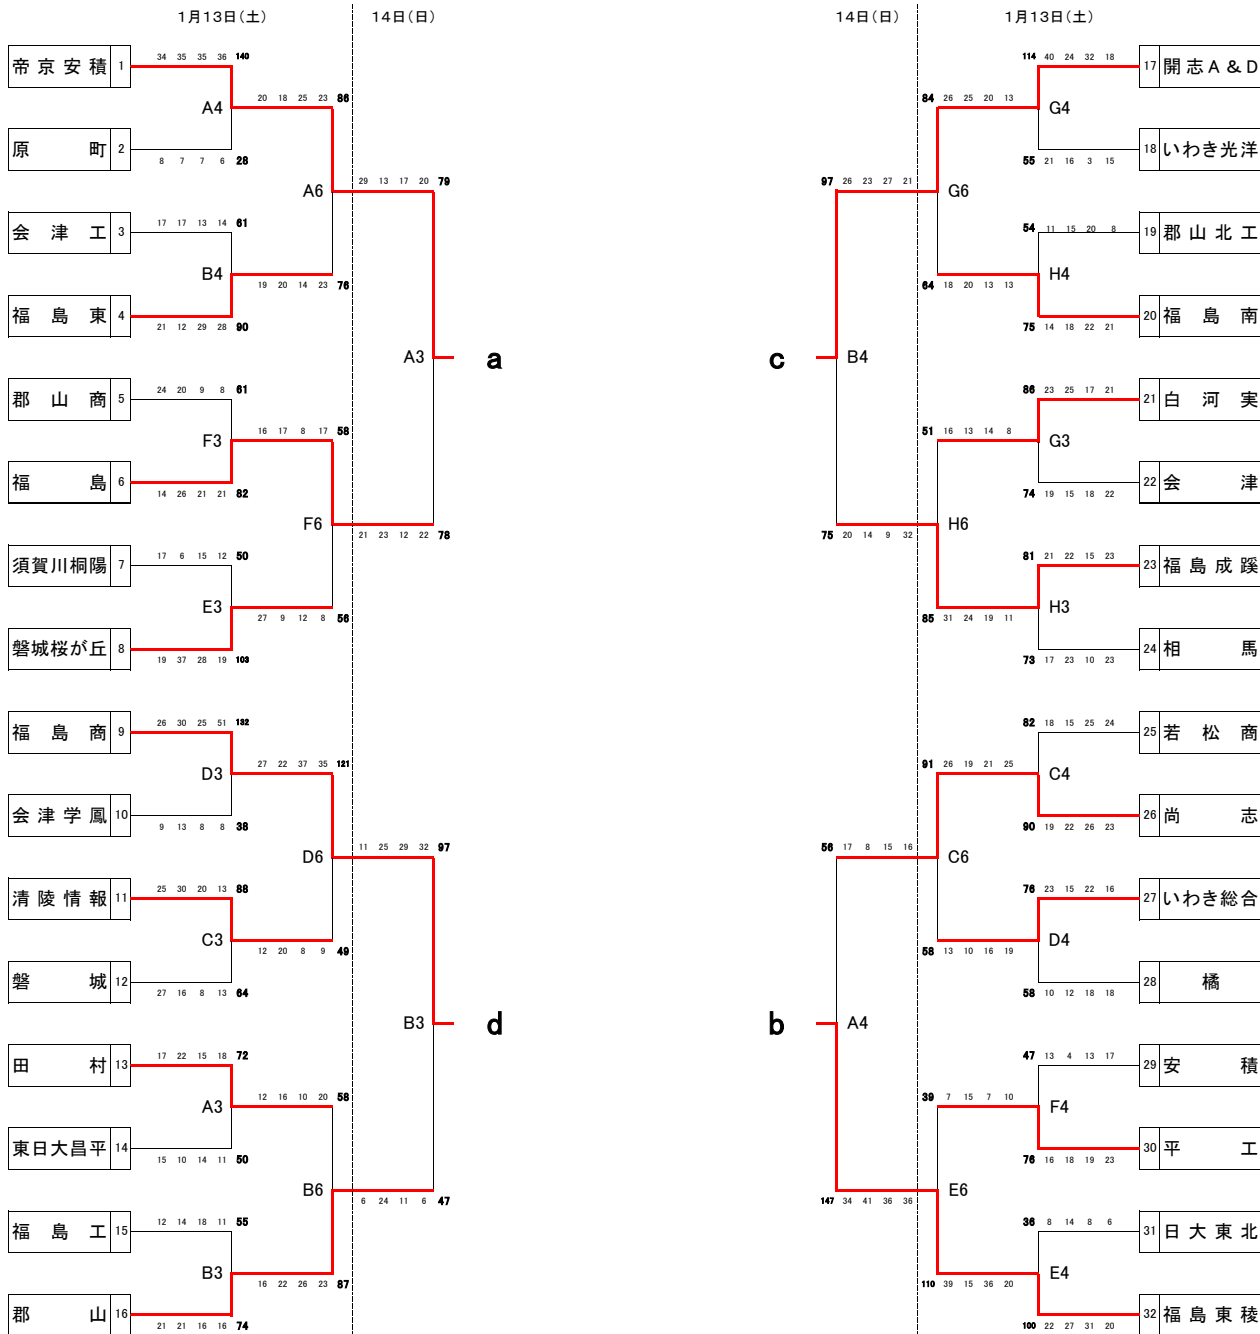 1月13日(土) 14日(日) 14日(日) 1月13日(土)
帝京安積 1 34 35 35 36 140
114 40 24 32 18 17 開志A&D
20 18 25 23 86
84 26 25 20 13
A4
G4
原町 2 8 7 7 6 28
55 21 16 3 15 18 いわき光洋
A6 29 13 17 20 79
97 26 23 27 21 G6
会津工 3 17 17 13 14 61
54 11 15 20 8 19 郡山北工
B4 19 20 14 23 76
64 18 20 13 13 H4
福島東 4 21 12 29 28 90
75 14 18 22 21 20 福島南
A3 a
c B4
郡山商 5 24 20 9 8 61
86 23 25 17 21 21 白河実
F3 16 17 8 17 58
51 16 13 14 8 G3
福島 6 14 26 21 21 82
74 19 15 18 22 22 会津
F6 21 23 12 22 78
75 20 14 9 32 H6
須賀川桐陽 7 17 6 15 12 50
81 21 22 15 23 23 福島成蹊
E3 27 9 12 8 56
85 31 24 19 11 H3
磐城桜が丘 8 19 37 28 19 103
73 17 23 10 23 24 相馬
福島商 9 26 30 25 51 132
82 18 15 25 24 25 若松商
D3 27 22 37 35 121
91 26 19 21 25 C4
会津学鳳 10 9 13 8 8 38
90 19 22 26 23 26 尚志
D6 11 25 29 32 97
56 17 8 15 16 C6
清陵情報 11 25 30 20 13 88
76 23 15 22 16 27 いわき総合
C3 12 20 8 9 49
58 13 10 16 19 D4
磐城 12 27 16 8 13 64
58 10 12 18 18 28 橘
B3 d
b A4
田村 13 17 22 15 18 72
47 13 4 13 17 29 安積
A3 12 16 10 20 58
39 7 15 7 10 F4
東日大昌平 14 15 10 14 11 50
76 16 18 19 23 30 平工
B6 6 24 11 6 47
147 34 41 36 36 E6
福島工 15 12 14 18 11 55
36 8 14 8 6 31 日大東北
B3 16 22 26 23 87
110 39 15 36 20 E4
郡山 16 21 21 16 16 74
100 22 27 31 20 32 福島東稜